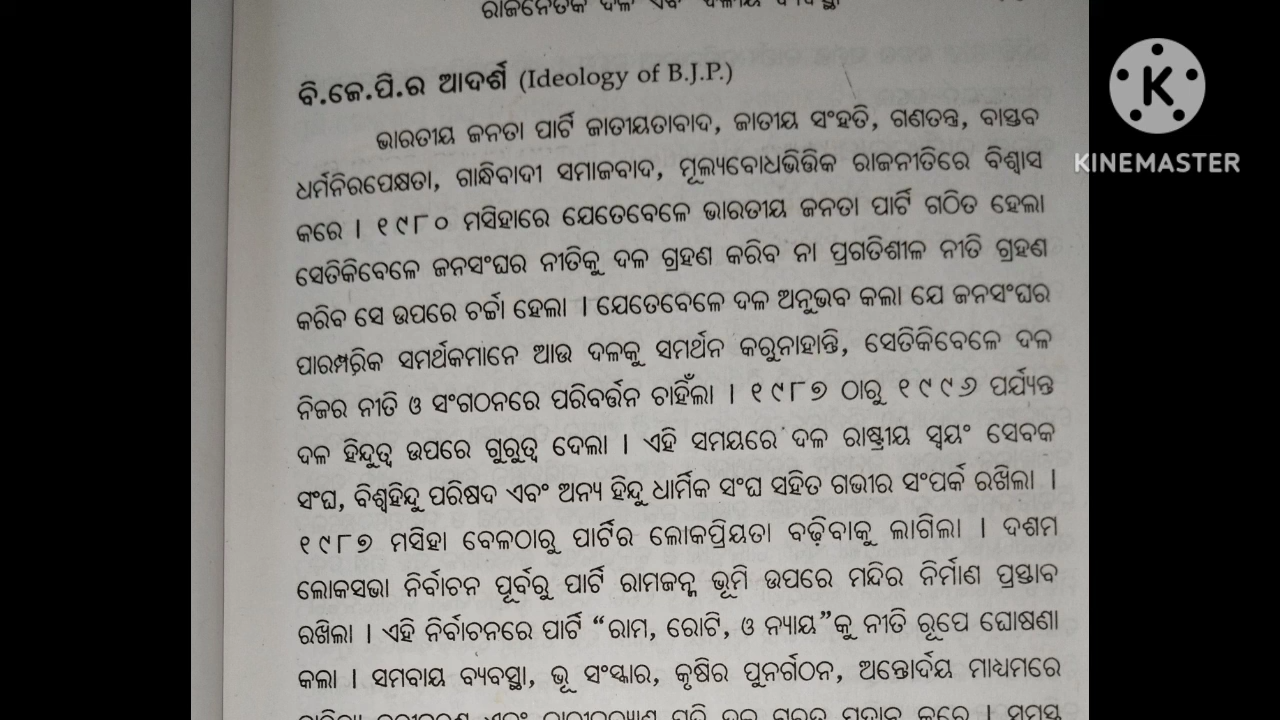 ରାଜନୈତିକ ଦଳ ଏବଂ ଦଳୀୟ ବ୍ୟବସ୍ଥା
ବି.ଜେ.ପି.ର ଆଦର୍ଶ (Ideology of B.J.P.)
ଭାରତୀୟ ଜନତା ପାର୍ଟି ଜାତୀୟତାବାଦ, ଜାତୀୟ ସଂହତି, ଗଣତନ୍ତ୍ର, ବାସ୍ତବ
ଧର୍ମନିରପେକ୍ଷତା, ଗାନ୍ଧିବାଦୀ ସମାଜବାଦ, ମୂଲ୍ୟବୋଧଭିତ୍ତିକ ରାଜନୀତିରେ ବିଶ୍ୱାସ
କରେ । ୧୯୮୦ ମସିହାରେ ଯେତେବେଳେ ଭାରତୀୟ ଜନତା ପାର୍ଟି ଗଠିତ ହେଲା
ସେତିକିବେଳେ ଜନସଂଘର ନୀତିକୁ ଦଳ ଗ୍ରହଣ କରିବ ନା ପ୍ରଗତିଶୀଳ ନୀତି ଗ୍ରହଣ
କରିବ ସେ ଉପରେ ଚର୍ଚ୍ଚା ହେଲା । ଯେତେବେଳେ ଦଳ ଅନୁଭବ କଲା ଯେ ଜନସଂଘର
ପାରମ୍ପରିକ ସମର୍ଥକମାନେ ଆଉ ଦଳକୁ ସମର୍ଥନ କରୁନାହାନ୍ତି, ସେତିକିବେଳେ ଦଳ
ନିଜର ନୀତି ଓ ସଂଗଠନରେ ପରିବର୍ତ୍ତନ ଚାହିଁଲା । ୧୯୮୭ ଠାରୁ ୧୯୯୬ ପର୍ଯ୍ୟନ୍ତ
ଦଳ ହିନ୍ଦୁତ୍ୱ ଉପରେ ଗୁରୁତ୍ୱ ଦେଲା । ଏହି ସମୟରେ ଦଳ ରାଷ୍ଟ୍ରୀୟ ସ୍ୱୟଂ ସେବକ
ସଂଘ, ବିଶ୍ୱହିନ୍ଦୁ ପରିଷଦ ଏବଂ ଅନ୍ୟ ହିନ୍ଦୁ ଧାର୍ମିକ ସଂଘ ସହିତ ଗଭୀର ସଂପର୍କ ରଖିଲା ।
୧୯୮୭ ମସିହା ବେଳଠାରୁ ପାର୍ଟିର ଲୋକପ୍ରିୟତା ବଢ଼ିବାକୁ ଲାଗିଲା । ଦଶମ
ଲୋକସଭା ନିର୍ବାଚନ ପୂର୍ବରୁ ପାର୍ଟି ରାମଜନ୍ମ ଭୂମି ଉପରେ ମନ୍ଦିର ନିର୍ମାଣ ପ୍ରସ୍ତାବ
ରଖିଲା । ଏହି ନିର୍ବାଚନରେ ପାର୍ଟି “ରାମ, ରୋଟି, ଓ ନ୍ୟାୟ”କୁ ନୀତି ରୂପେ ଘୋଷଣା
କଲା । ସମବାୟ ବ୍ୟବସ୍ଥା, ଭୂ ସଂସ୍କାର, କୃଷିର ପୁନର୍ଗଠନ, ଅନ୍ତୋର୍ଦୟ ମାଧ୍ୟମରେ
K
KINEMASTER